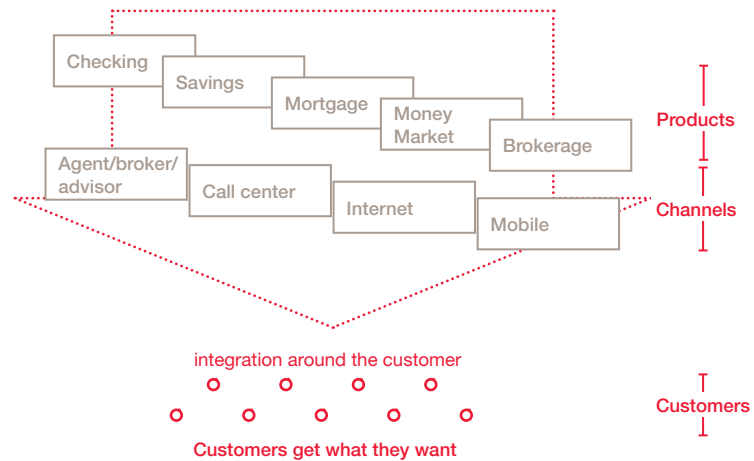 Checking
Savings
Mortgage
Money
Market
Brokerage
Products
Agent/broker/
advisor
Call center
Internet
Mobile
Channels
integration around the customer
Customers
Customers get what they want